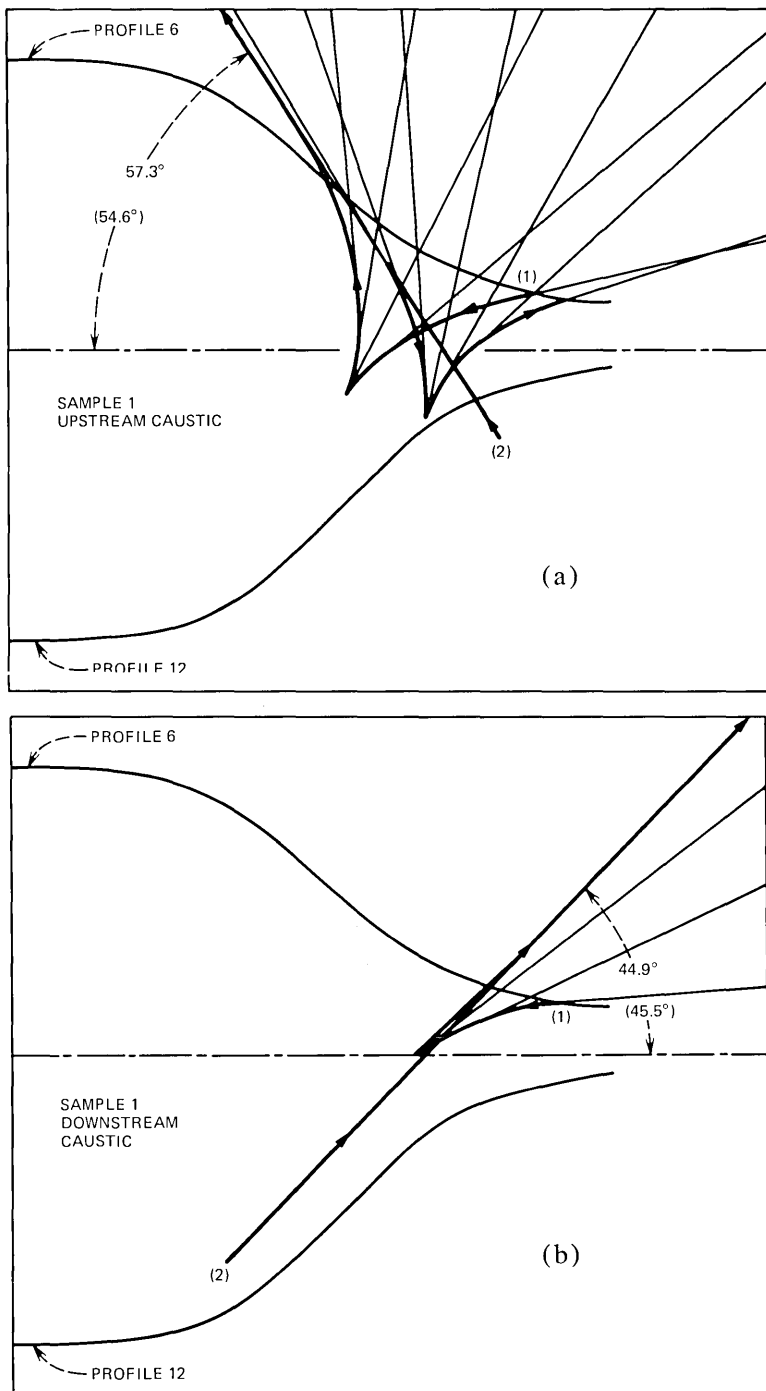 PROFILE 6
57.3°
(54.6°)
(1)
SAMPLE 1
UPSTREAM CAUSTIC
(2)
(a)
PROFILE 12
PROFILE 6
44.9°
(1)
(45.5°)
SAMPLE 1
DOWNSTREAM
CAUSTIC
(2)
(b)
PROFILE 12